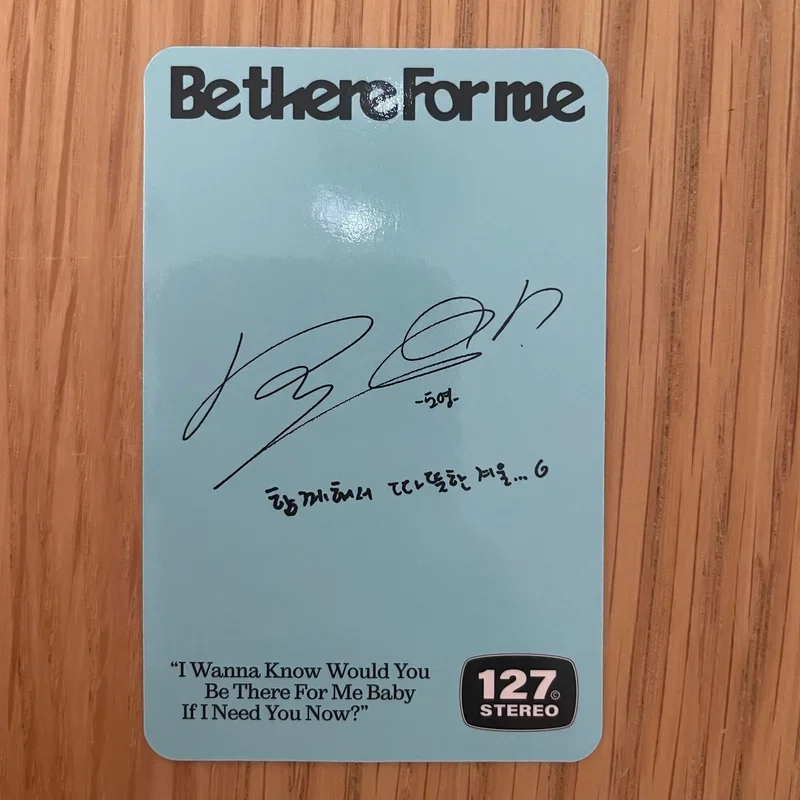 Be there For me
-도영-
함께해서 따뜻한 겨울...
“I Wanna Know Would You
Be There For Me Baby
If I Need You Now?”
127©
STEREO